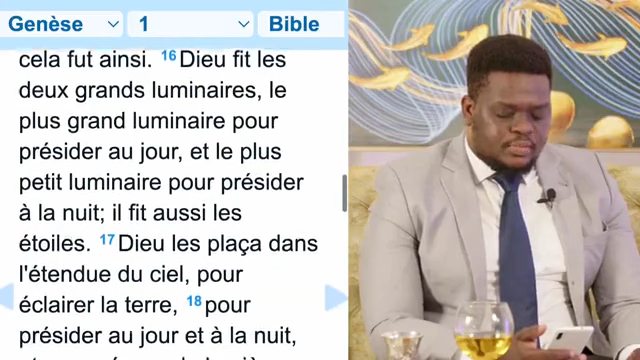 Genèse 1 Bible
cela fut ainsi. 16 Dieu fit les
deux grands luminaires, le
plus grand luminaire pour
présider au jour, et le plus
petit luminaire pour présider
à la nuit; il fit aussi les
étoiles. 17 Dieu les plaça dans
l'étendue du ciel, pour
éclairer la terre, 18 pour
présider au jour et à la nuit,